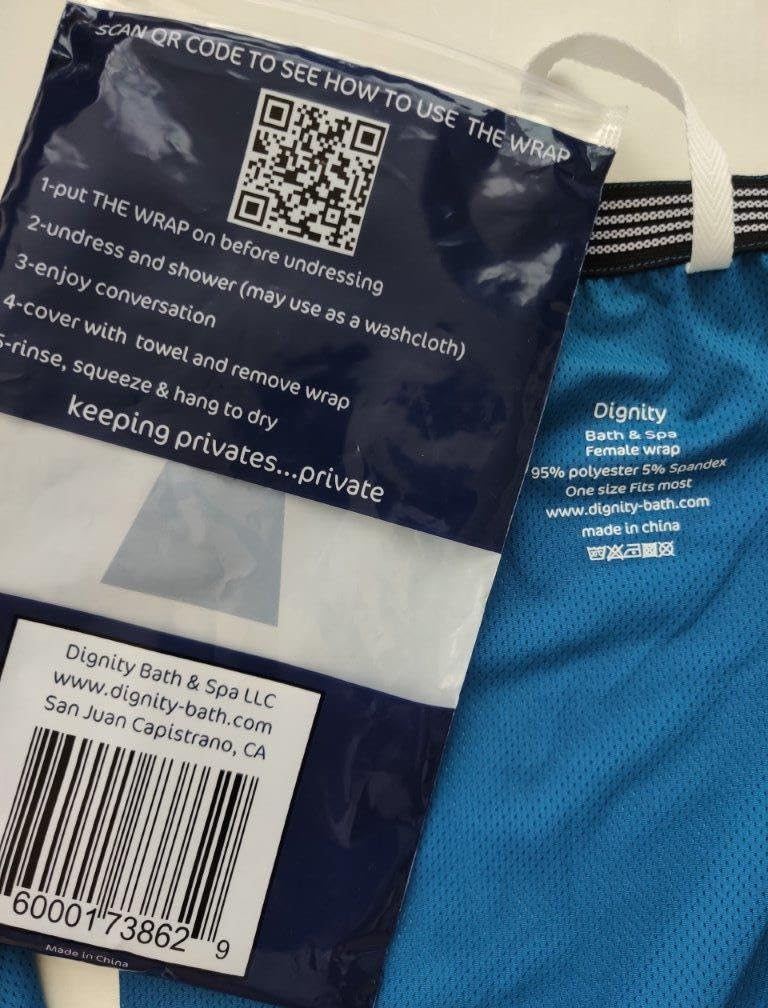 SCAN QR CODE TO SEE HOW TO USE THE WRAP
1-put THE WRAP on before undressing
2-undress and shower (may use as a washcloth)
3-enjoy conversation
4-cover with towel and remove wrap
5-rinse, squeeze & hang to dry
keeping privates...private
Dignity Bath & Spa LLC
www.dignity-bath.com
San Juan Capistrano, CA
60001 73862 9
Made in China
Dignity
Bath & Spa
Female wrap
95% polyester 5% Spandex
One size Fits most
www.dignity-bath.com
made in china